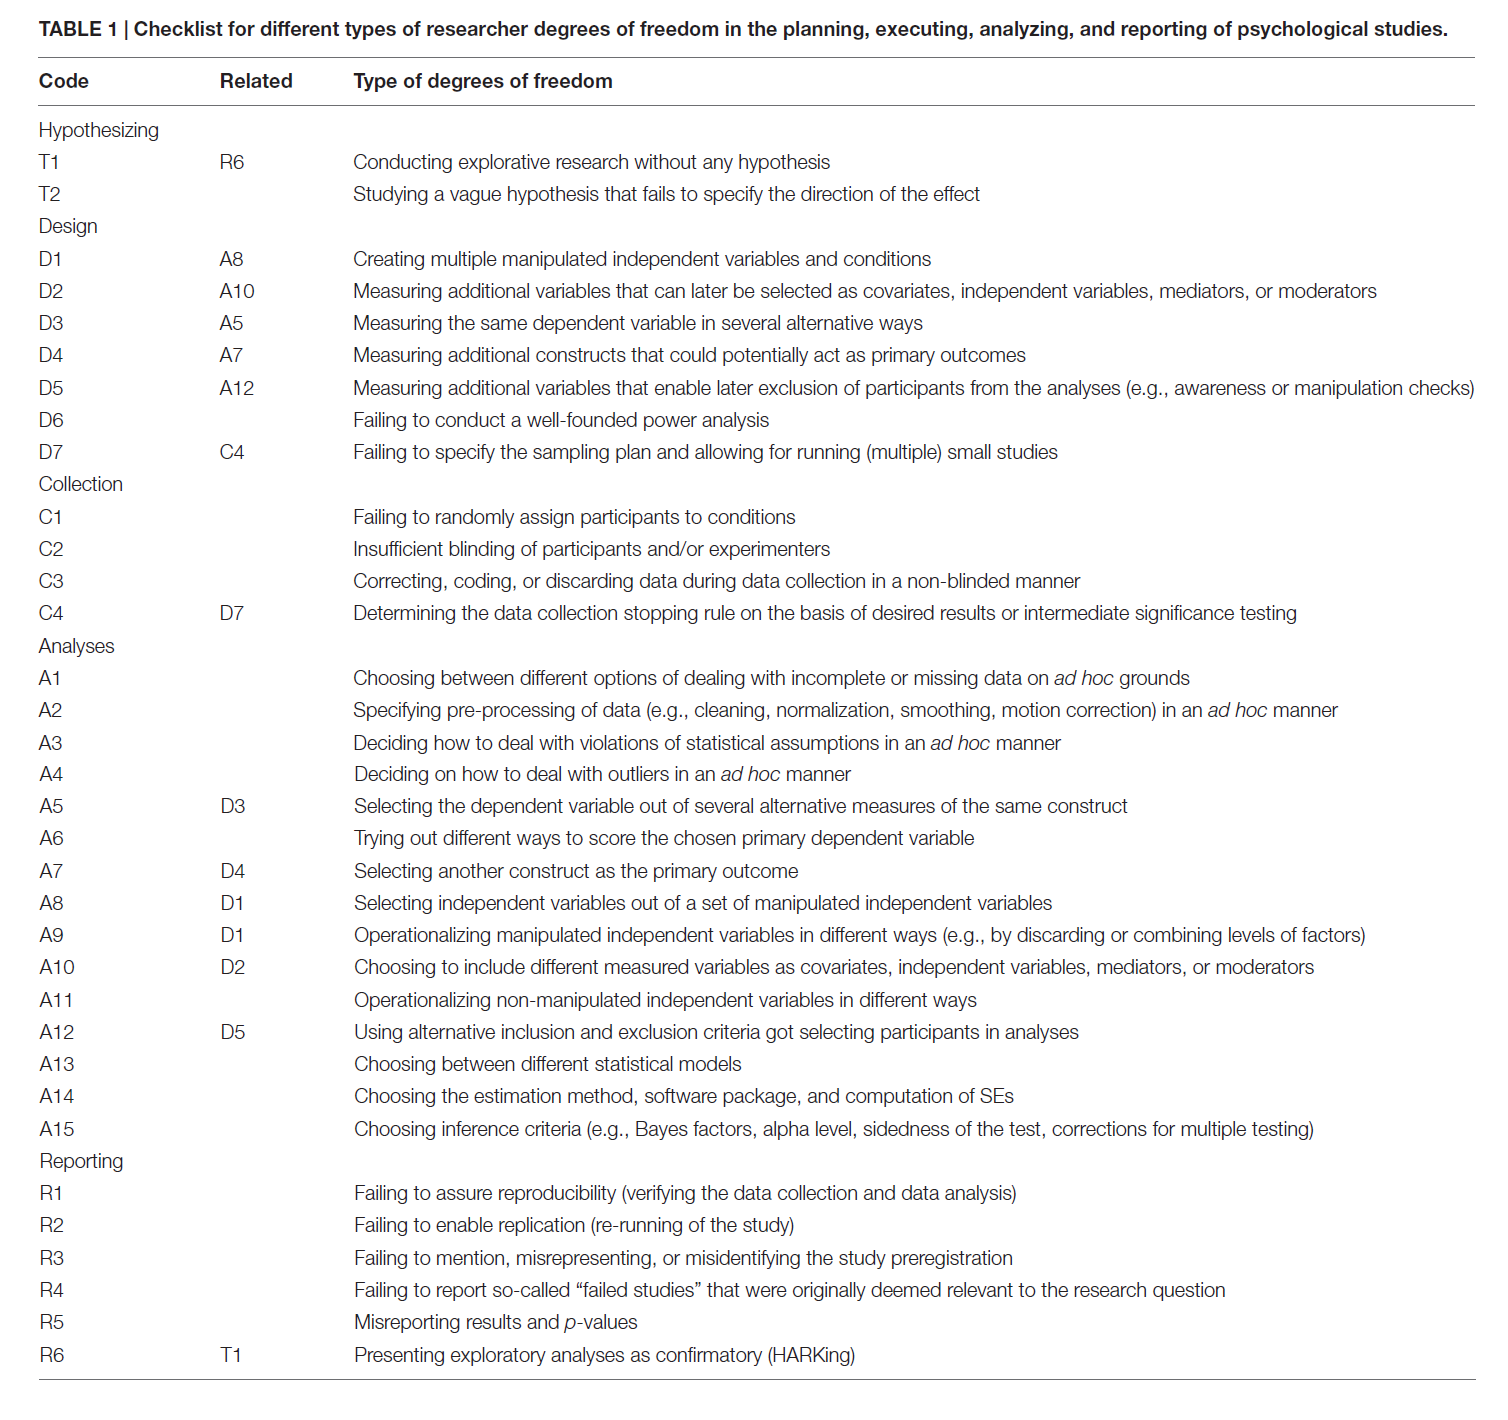 TABLE 1 | Checklist for different types of researcher degrees of freedom in the planning, executing, analyzing, and reporting of psychological studies.
Code Related Type of degrees of freedom
Hypothesizing
T1 R6 Conducting explorative research without any hypothesis
T2 Studying a vague hypothesis that fails to specify the direction of the effect
Design
D1 A8 Creating multiple manipulated independent variables and conditions
D2 A10 Measuring additional variables that can later be selected as covariates, independent variables, mediators, or moderators
D3 A5 Measuring the same dependent variable in several alternative ways
D4 A7 Measuring additional constructs that could potentially act as primary outcomes
D5 A12 Measuring additional variables that enable later exclusion of participants from the analyses (e.g., awareness or manipulation checks)
D6 Failing to conduct a well-founded power analysis
D7 C4 Failing to specify the sampling plan and allowing for running (multiple) small studies
Collection
C1 Failing to randomly assign participants to conditions
C2 Insufficient blinding of participants and/or experimenters
C3 Correcting, coding, or discarding data during data collection in a non-blinded manner
C4 D7 Determining the data collection stopping rule on the basis of desired results or intermediate significance testing
Analyses
A1 Choosing between different options of dealing with incomplete or missing data on ad hoc grounds
A2 Specifying pre-processing of data (e.g., cleaning, normalization, smoothing, motion correction) in an ad hoc manner
A3 Deciding how to deal with violations of statistical assumptions in an ad hoc manner
A4 Deciding on how to deal with outliers in an ad hoc manner
A5 D3 Selecting the dependent variable out of several alternative measures of the same construct
A6 Trying out different ways to score the chosen primary dependent variable
A7 D4 Selecting another construct as the primary outcome
A8 D1 Selecting independent variables out of a set of manipulated independent variables
A9 D1 Operationalizing manipulated independent variables in different ways (e.g., by discarding or combining levels of factors)
A10 D2 Choosing to include different measured variables as covariates, independent variables, mediators, or moderators
A11 Operationalizing non-manipulated independent variables in different ways
A12 D5 Using alternative inclusion and exclusion criteria got selecting participants in analyses
A13 Choosing between different statistical models
A14 Choosing the estimation method, software package, and computation of SEs
A15 Choosing inference criteria (e.g., Bayes factors, alpha level, sidedness of the test, corrections for multiple testing)
Reporting
R1 Failing to assure reproducibility (verifying the data collection and data analysis)
R2 Failing to enable replication (re-running of the study)
R3 Failing to mention, misrepresenting, or misidentifying the study preregistration
R4 Failing to report so-called “failed studies” that were originally deemed relevant to the research question
R5 Misreporting results and p-values
R6 T1 Presenting exploratory analyses as confirmatory (HARKing)